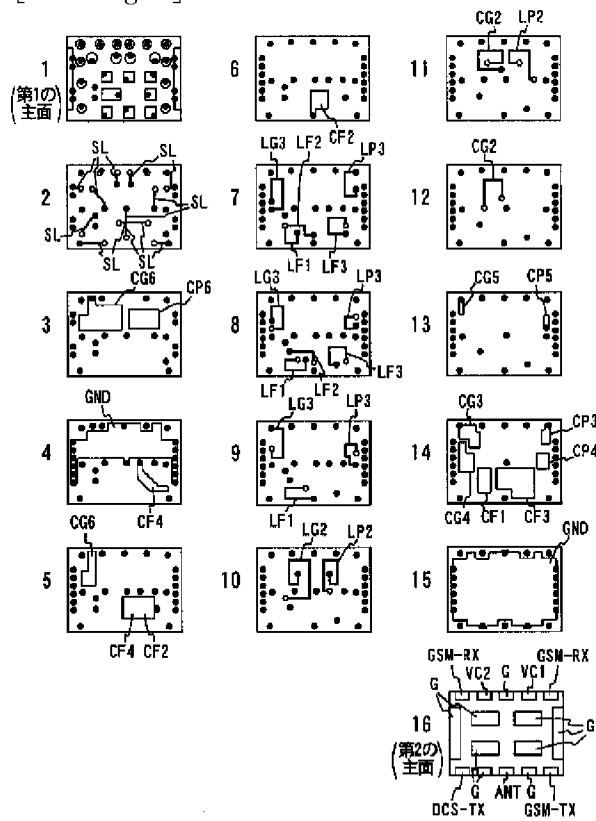 1
(第1の
主面)
2
SL
SL
SL
SL
SL
SL
SL
SL
3
CG6
CP6
4
GND
CF4
5
CG6
CF4 CF2
6
CF2
7
LG3
LF2
LP3
LF1
LF3
8
LG3
LP3
LF1
LF2
LF3
9
LG3
LP3
LF1
10
LG2
LP2
11
CG2
LP2
12
CG2
13
CG5
CP5
14
CG3
CP3
CP4
CG4
CF1
CF3
15
GND
16
(第2の
主面)
GSM-RX
VC2
G
VC1
GSM-RX
G
G
G
ANT
G
DCS-TX
GSM-TX